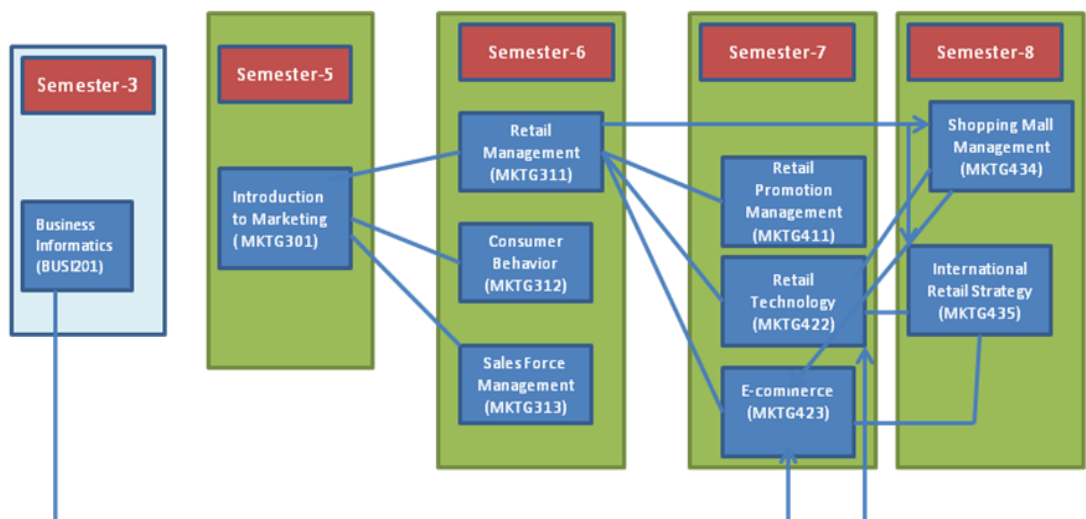 Semester-3
Business
Informatics
(BUSI201)
Semester-5
Introduction
to Marketing
(MKTG301)
Semester-6
Retail
Management
(MKTG311)
Consumer
Behavior
(MKTG312)
Sales Force
Management
(MKTG313)
Semester-7
Retail
Promotion
Management
(MKTG411)
Retail
Technology
(MKTG422)
E-commerce
(MKTG423)
Semester-8
Shopping Mall
Management
(MKTG434)
International
Retail Strategy
(MKTG435)